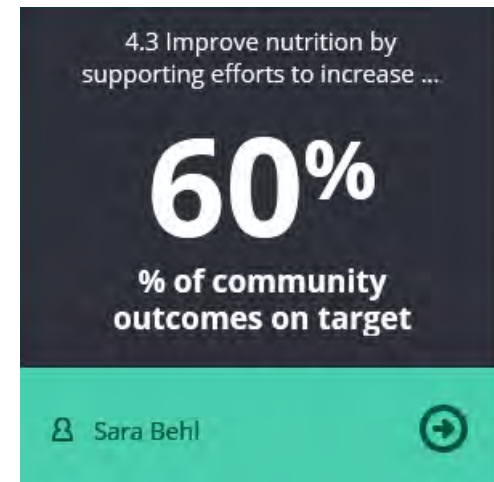 4.3 Improve nutrition by
supporting efforts to increase ...
60%
% of community
outcomes on target
Sara Behl